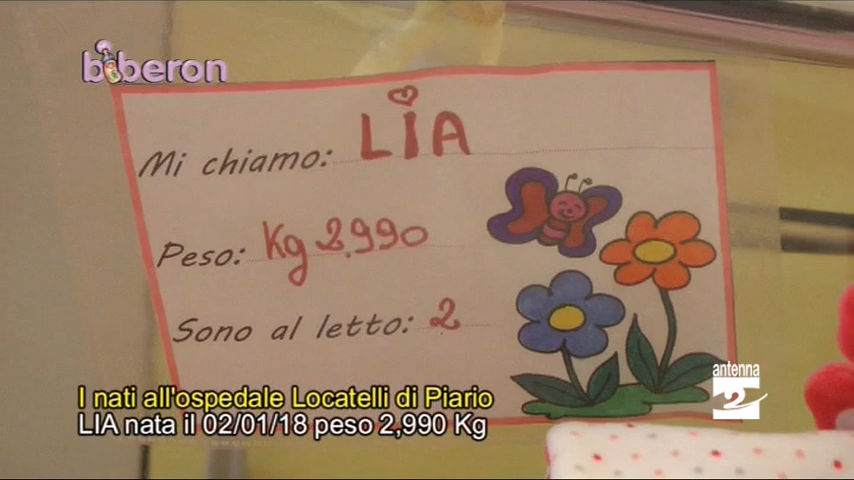 biberon
Mi chiamo: LIA
Peso: Kg 2.990
Sono al letto: 2
I nati all'ospedale Locatelli di Piario
LIA nata il 02/01/18 peso 2,990 Kg
antenna
2